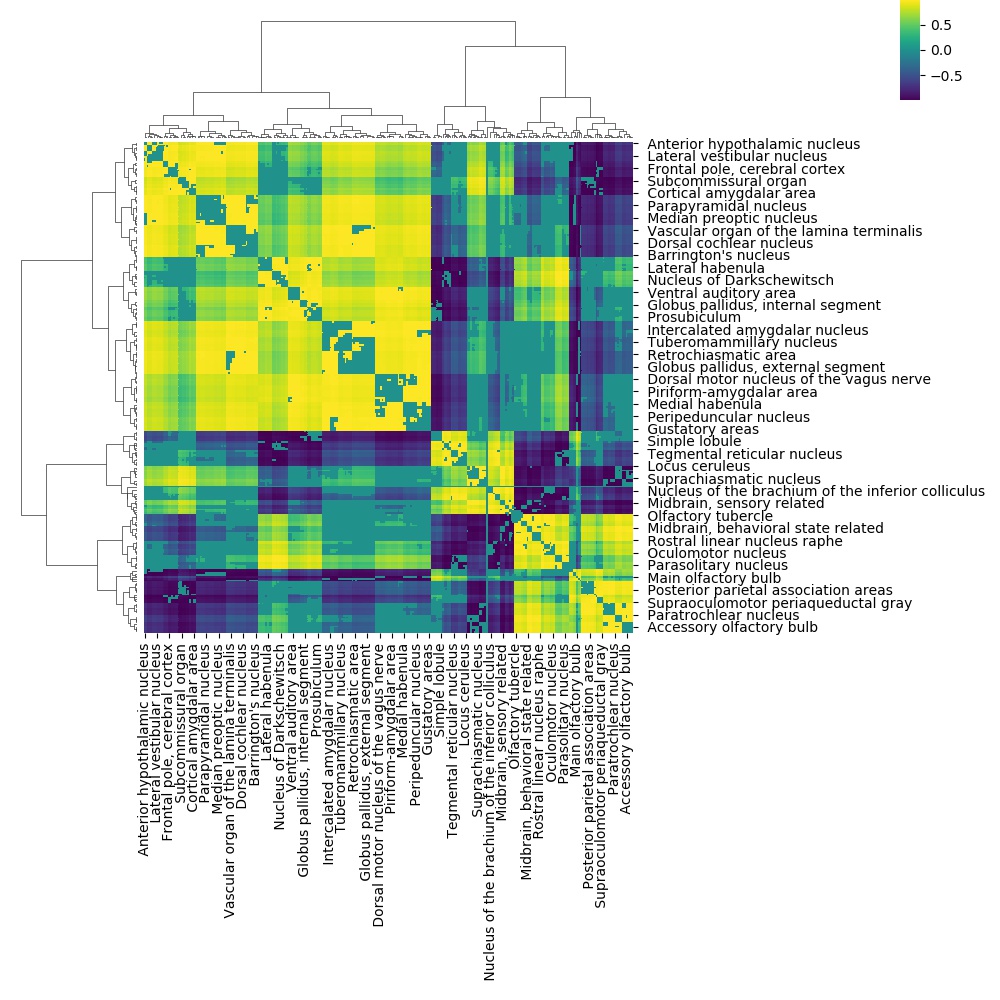 0.5
0.0
−0.5
Anterior hypothalamic nucleus
Lateral vestibular nucleus
Frontal pole, cerebral cortex
Subcommissural organ
Cortical amygdalar area
Parapyramidal nucleus
Median preoptic nucleus
Vascular organ of the lamina terminalis
Dorsal cochlear nucleus
Barrington's nucleus
Lateral habenula
Nucleus of Darkschewitsch
Ventral auditory area
Globus pallidus, internal segment
Prosubiculum
Intercalated amygdalar nucleus
Tuberomammillary nucleus
Retrochiasmatic area
Globus pallidus, external segment
Dorsal motor nucleus of the vagus nerve
Piriform-amygdalar area
Medial habenula
Peripeduncular nucleus
Gustatory areas
Simple lobule
Tegmental reticular nucleus
Locus ceruleus
Suprachiasmatic nucleus
Nucleus of the brachium of the inferior colliculus
Midbrain, sensory related
Olfactory tubercle
Midbrain, behavioral state related
Rostral linear nucleus raphe
Oculomotor nucleus
Parasolitary nucleus
Main olfactory bulb
Posterior parietal association areas
Supraoculomotor periaqueductal gray
Paratrochlear nucleus
Accessory olfactory bulb
Anterior hypothalamic nucleus
Lateral vestibular nucleus
Frontal pole, cerebral cortex
Subcommissural organ
Cortical amygdalar area
Parapyramidal nucleus
Median preoptic nucleus
Vascular organ of the lamina terminalis
Dorsal cochlear nucleus
Barrington's nucleus
Lateral habenula
Nucleus of Darkschewitsch
Ventral auditory area
Globus pallidus, internal segment
Prosubiculum
Intercalated amygdalar nucleus
Tuberomammillary nucleus
Retrochiasmatic area
Globus pallidus, external segment
Dorsal motor nucleus of the vagus nerve
Piriform-amygdalar area
Medial habenula
Peripeduncular nucleus
Gustatory areas
Simple lobule
Tegmental reticular nucleus
Locus ceruleus
Suprachiasmatic nucleus
Nucleus of the brachium of the inferior colliculus
Midbrain, sensory related
Olfactory tubercle
Midbrain, behavioral state related
Rostral linear nucleus raphe
Oculomotor nucleus
Parasolitary nucleus
Main olfactory bulb
Posterior parietal association areas
Supraoculomotor periaqueductal gray
Paratrochlear nucleus
Accessory olfactory bulb